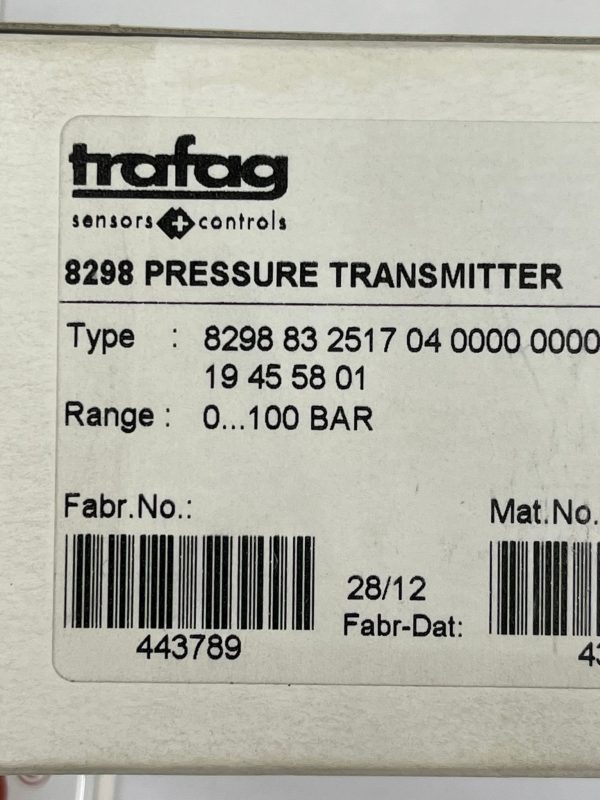 trafag
sensors + controls
8298 PRESSURE TRANSMITTER
Type : 8298 83 2517 04 0000 0000
19 45 58 01
Range : 0...100 BAR
Fabr.No.:
Mat.No.
28/12
Fabr-Dat:
443789